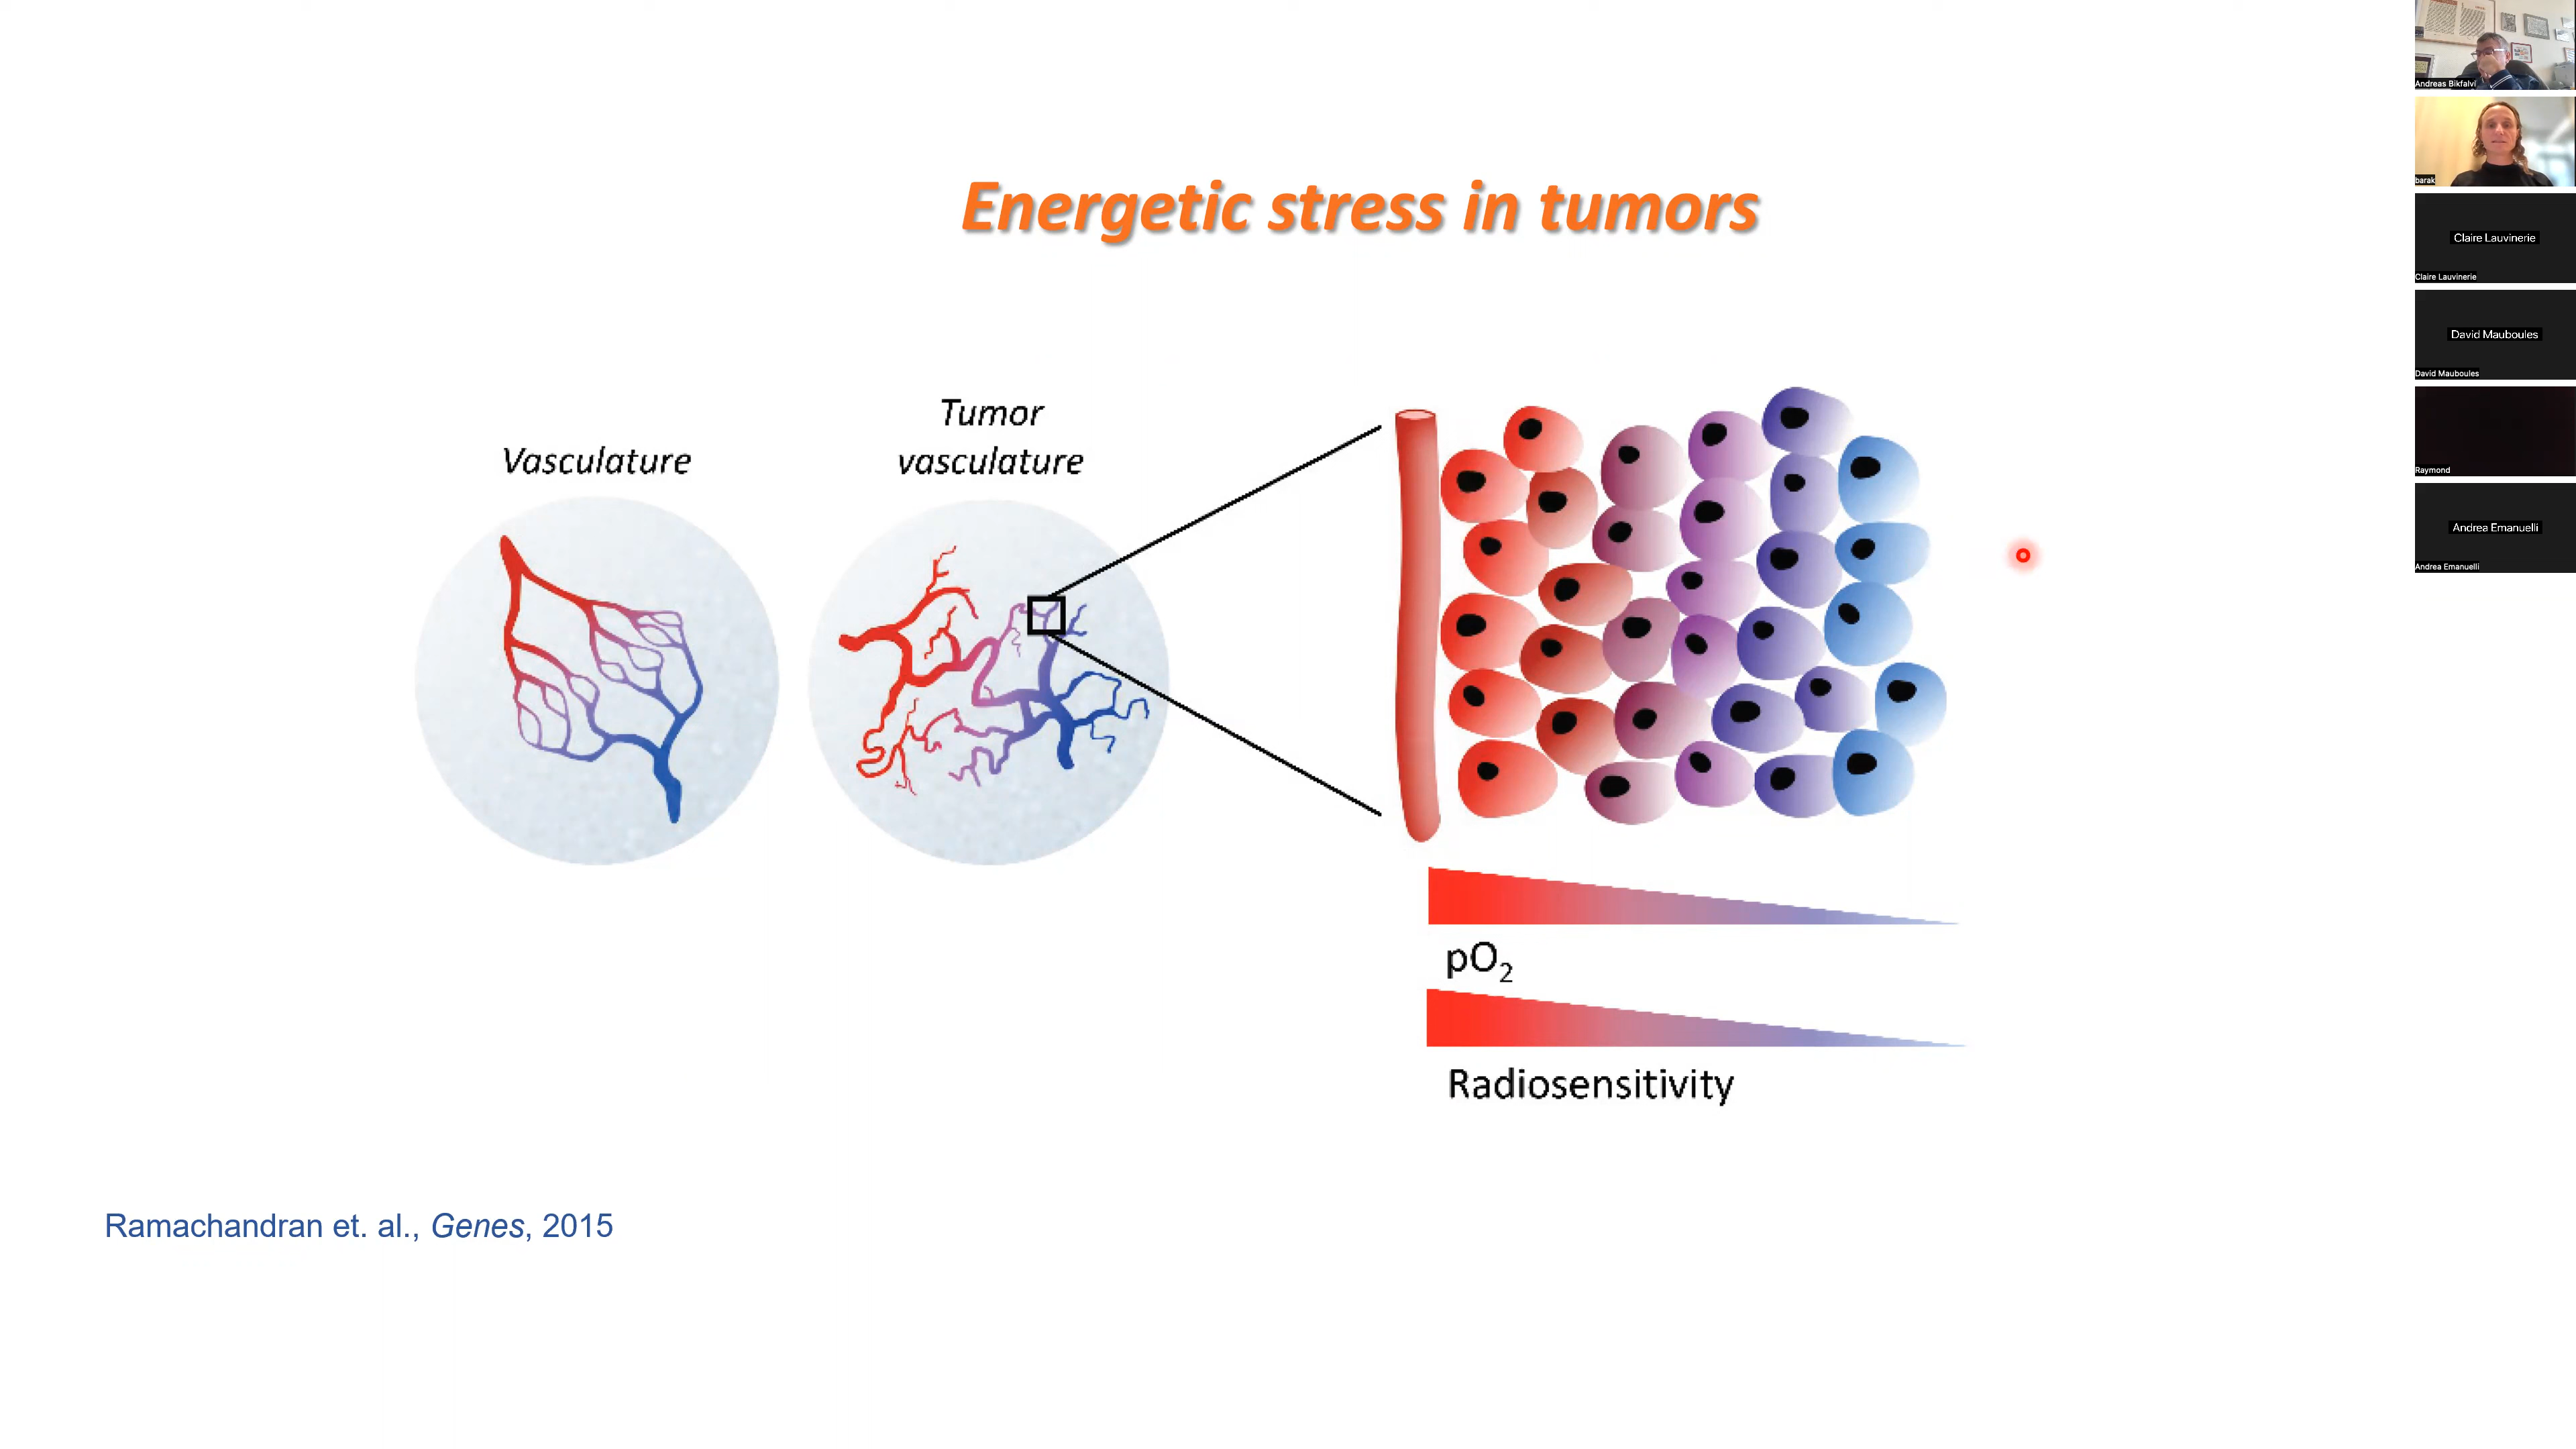 Energetic stress in tumors
Vasculature
Tumor
vasculature
pO₂
Radiosensitivity
Ramachandran et. al., Genes, 2015
Andreas Bikfalvi
barak
Claire Lauvinerie
Claire Lauvinerie
David Mauboules
David Mauboules
Raymond
Andrea Emanuelli
Andrea Emanuelli